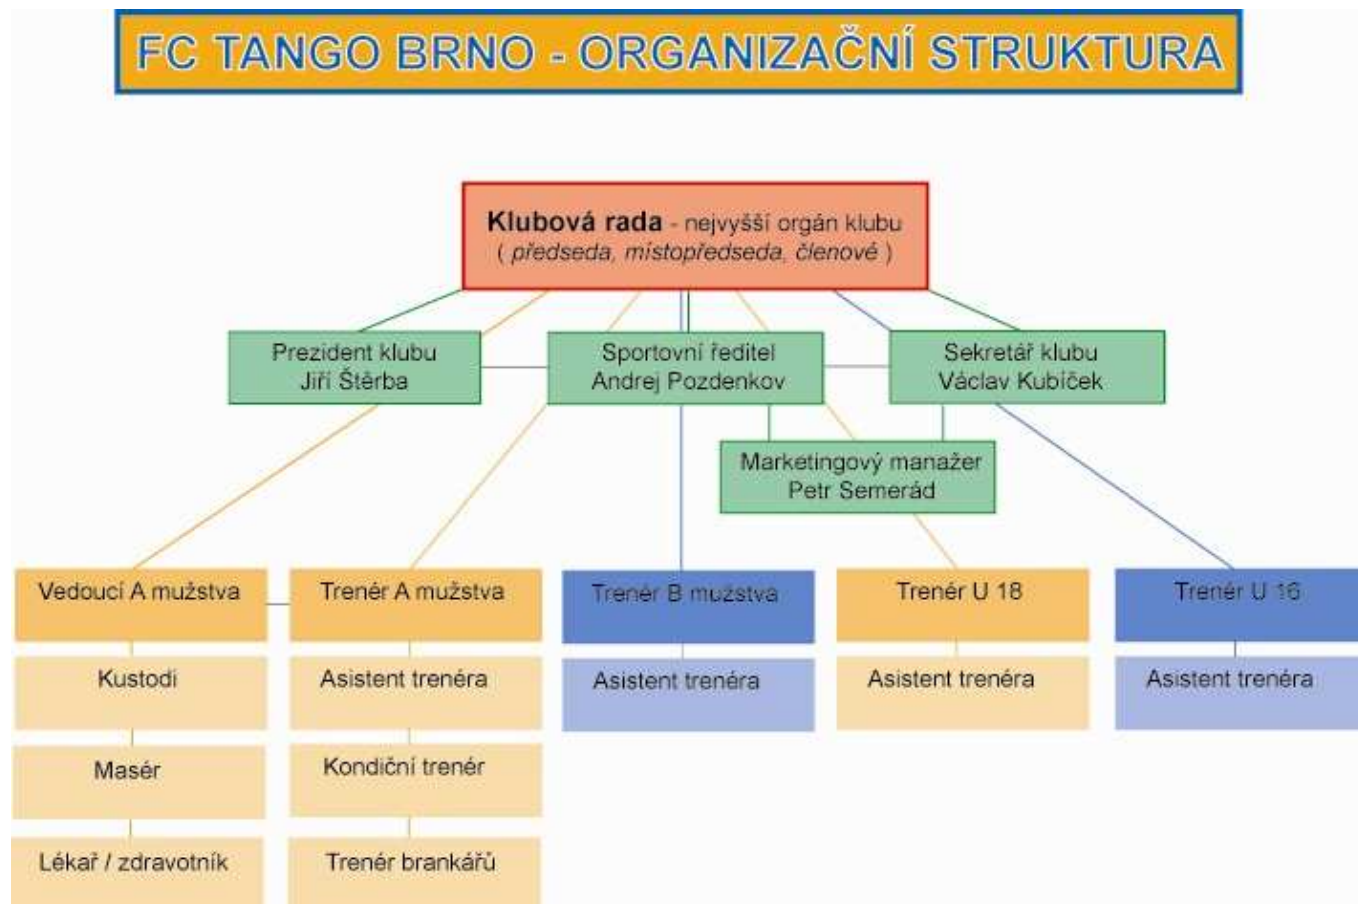 FC TANGO BRNO - ORGANIZAČNÍ STRUKTURA
Klubová rada - nejvyšší orgán klubu
( předseda, místopředseda, členové )
Prezident klubu
Jiří Štěrba
Sportovní ředitel
Andrej Pozdenkov
Sekretář klubu
Václav Kubíček
Marketingový manažer
Petr Semerád
Vedoucí A mužstva
Trenér A mužstva
Trenér B mužstva
Trenér U 18
Trenér U 16
Kustodi
Asistent trenéra
Asistent trenéra
Asistent trenéra
Asistent trenéra
Masér
Kondiční trenér
Lékař / zdravotník
Trenér brankářů